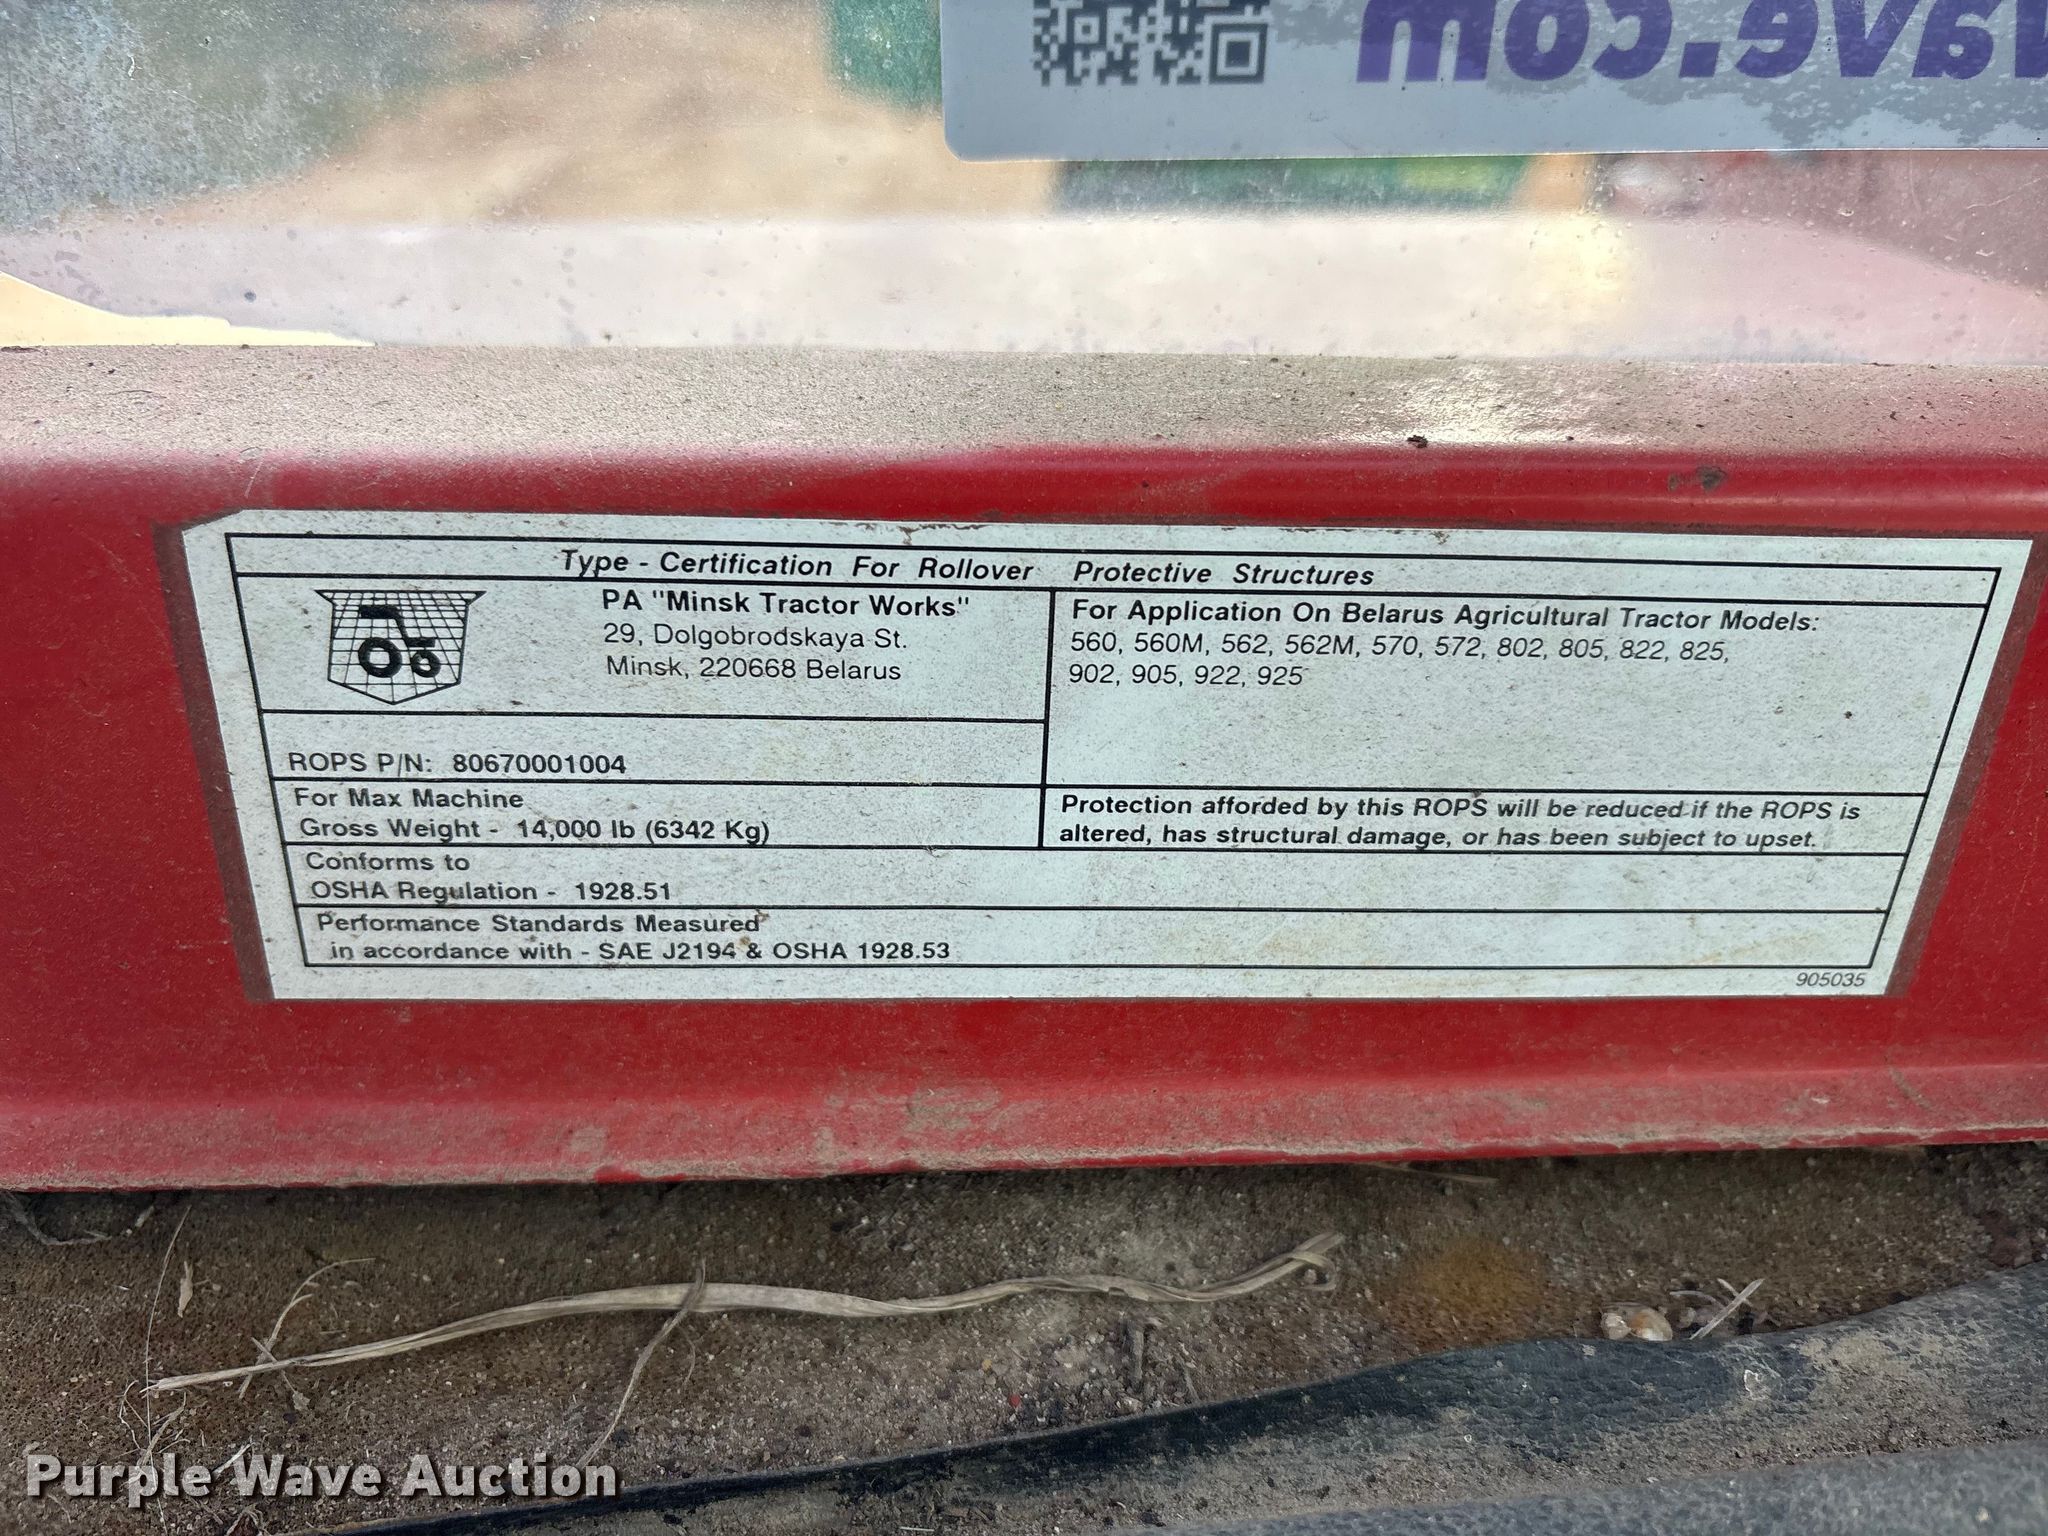 ave.com
Type - Certification For Rollover Protective Structures
PA "Minsk Tractor Works"
29, Dolgobrodskaya St.
Minsk, 220668 Belarus
For Application On Belarus Agricultural Tractor Models:
560, 560M, 562, 562M, 570, 572, 802, 805, 822, 825,
902, 905, 922, 925
ROPS P/N: 80670001004
For Max Machine
Gross Weight - 14,000 lb (6342 Kg)
Protection afforded by this ROPS will be reduced if the ROPS is
altered, has structural damage, or has been subject to upset.
Conforms to
OSHA Regulation - 1928.51
Performance Standards Measured
in accordance with - SAE J2194 & OSHA 1928.53
905035
Purple Wave Auction